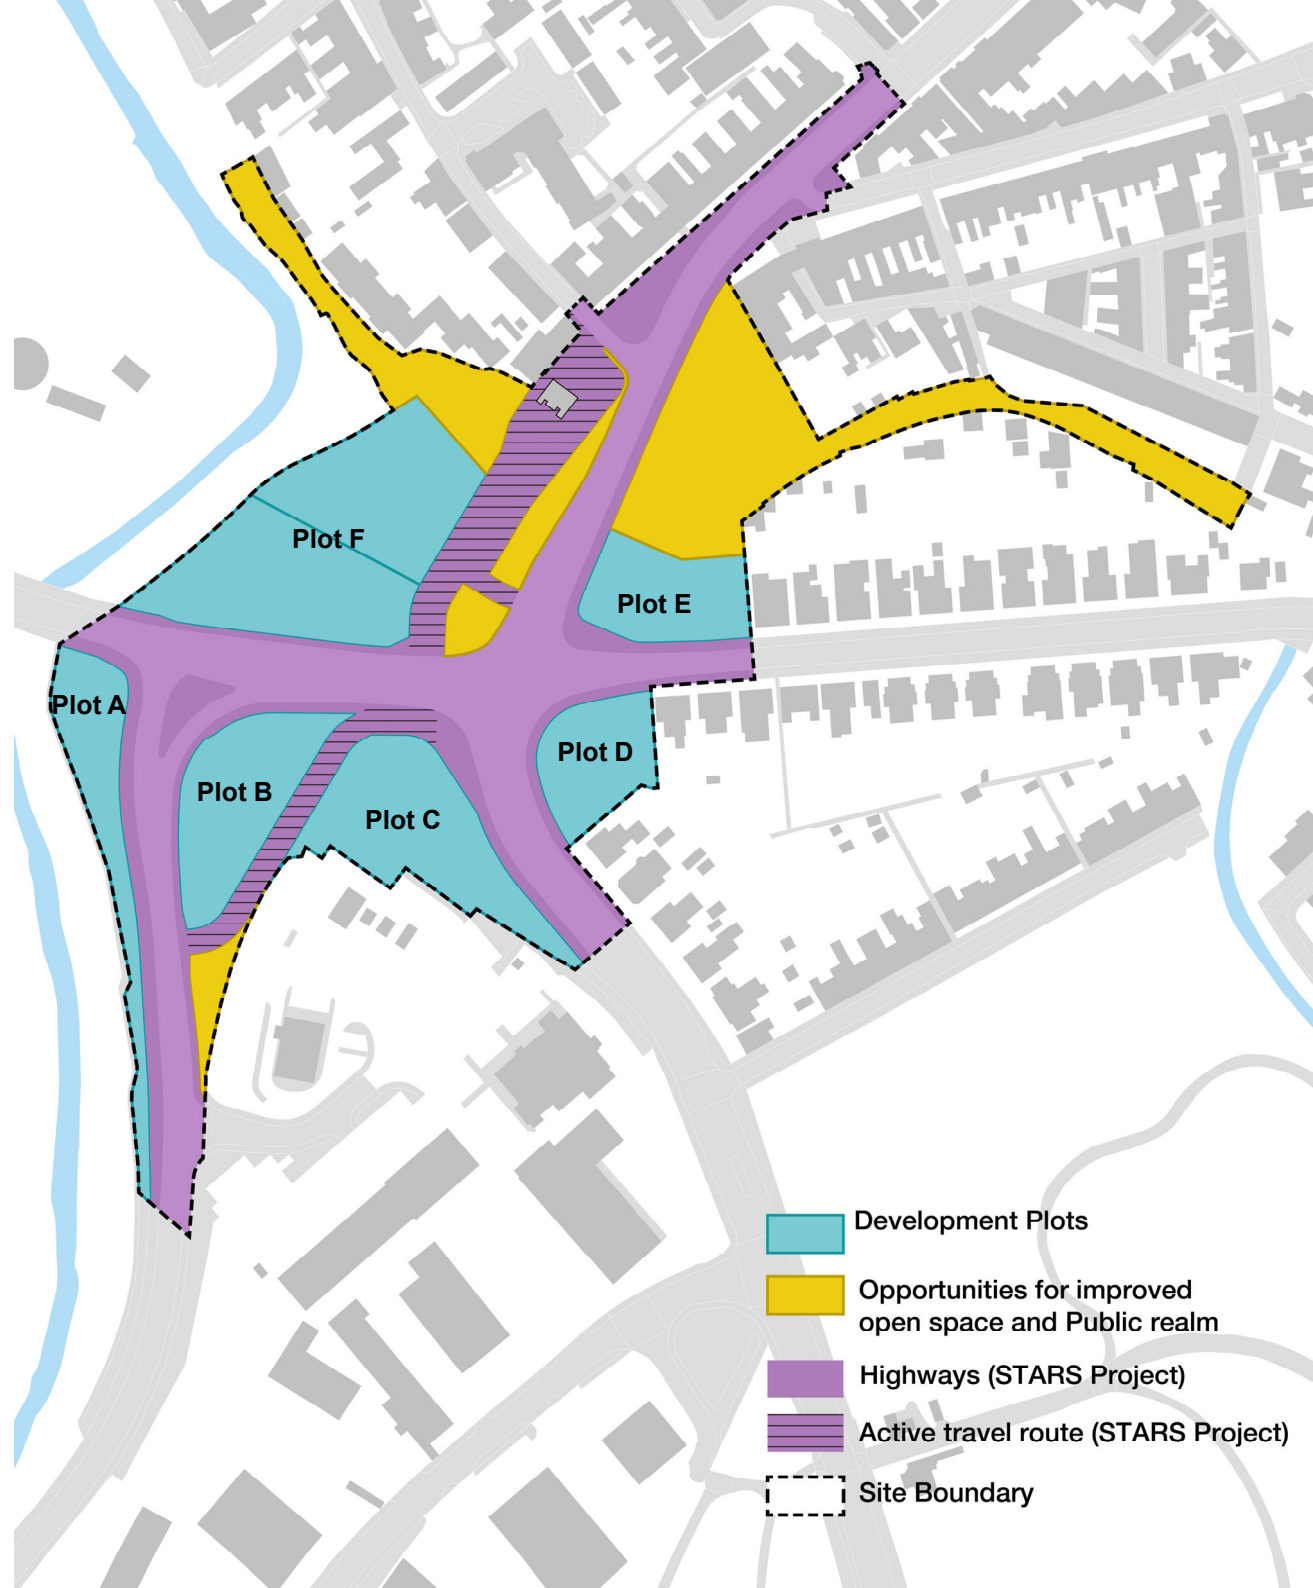 Plot F
Plot E
Plot A
Plot D
Plot B
Plot C
Development Plots
Opportunities for improved
open space and Public realm
Highways (STARS Project)
Active travel route (STARS Project)
Site Boundary